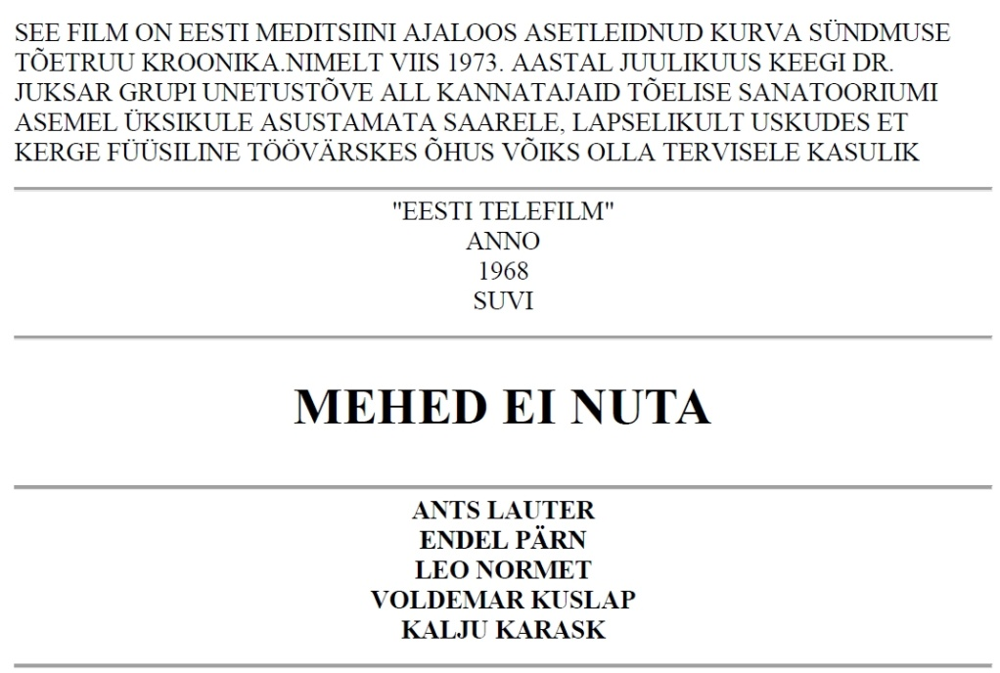 SEE FILM ON EESTI MEDITSIINI AJALOOS ASETLEIDNUD KURVA SÜNDMUSE
TÕETRUU KROONIKA.NIMELT VIIS 1973. AASTAL JUULIKUUS KEEGI DR.
JUKSAR GRUPI UNETUSTÕVE ALL KANNATAJAID TÕELISE SANATOORIUMI
ASEMEL ÜKSIKULE ASUSTAMATA SAARELE, LAPSELIKULT USKUDES ET
KERGE FÜÜSILINE TÖÖVÄRSKES ÕHUS VÕIKS OLLA TERVISELE KASULIK
"EESTI TELEFILM"
ANNO
1968
SUVI
MEHED EI NUTA
ANTS LAUTER
ENDEL PÄRN
LEO NORMET
VOLDEMAR KUSLAP
KALJU KARASK